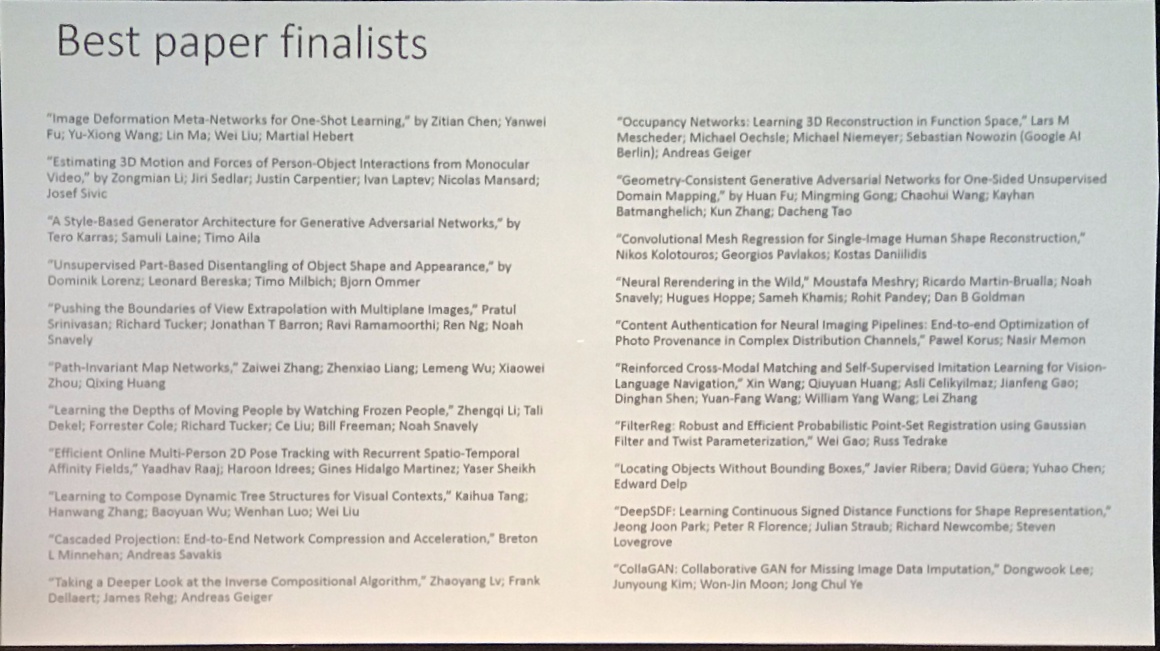 Best paper finalists
"Image Deformation Meta-Networks for One-Shot Learning," by Zitian Chen; Yanwei
Fu; Yu-Xiong Wang; Lin Ma; Wei Liu; Martial Hebert
"Estimating 3D Motion and Forces of Person-Object Interactions from Monocular
Video," by Zongmian Li; Jiri Sedlar; Justin Carpentier; Ivan Laptev; Nicolas Mansard;
Josef Sivic
"A Style-Based Generator Architecture for Generative Adversarial Networks," by
Tero Karras; Samuli Laine; Timo Aila
"Unsupervised Part-Based Disentangling of Object Shape and Appearance," by
Dominik Lorenz; Leonard Bereska; Timo Milbich; Bjorn Ommer
"Pushing the Boundaries of View Extrapolation with Multiplane Images," Pratul
Srinivasan; Richard Tucker; Jonathan T Barron; Ravi Ramamoorthi; Ren Ng; Noah
Snavely
"Path-Invariant Map Networks," Zaiwei Zhang; Zhenxiao Liang; Lemeng Wu; Xiaowei
Zhou; Qixing Huang
"Learning the Depths of Moving People by Watching Frozen People," Zhengqi Li; Tali
Dekel; Forrester Cole; Richard Tucker; Ce Liu; Bill Freeman; Noah Snavely
"Efficient Online Multi-Person 2D Pose Tracking with Recurrent Spatio-Temporal
Affinity Fields," Yaadhav Raaj; Haroon Idrees; Gines Hidalgo Martinez; Yaser Sheikh
"Learning to Compose Dynamic Tree Structures for Visual Contexts," Kaihua Tang;
Hanwang Zhang; Baoyuan Wu; Wenhan Luo; Wei Liu
"Cascaded Projection: End-to-End Network Compression and Acceleration," Breton
L Minnehan; Andreas Savakis
"Taking a Deeper Look at the Inverse Compositional Algorithm," Zhaoyang Lv; Frank
Dellaert; James Rehg; Andreas Geiger
"Occupancy Networks: Learning 3D Reconstruction in Function Space," Lars M
Mescheder; Michael Oechsle; Michael Niemeyer; Sebastian Nowozin (Google AI
Berlin); Andreas Geiger
"Geometry-Consistent Generative Adversarial Networks for One-Sided Unsupervised
Domain Mapping," by Huan Fu; Mingming Gong; Chaohui Wang; Kayhan
Batmanghelich; Kun Zhang; Dacheng Tao
"Convolutional Mesh Regression for Single-Image Human Shape Reconstruction,"
Nikos Kolotouros; Georgios Pavlakos; Kostas Daniilidis
"Neural Rerendering in the Wild," Moustafa Meshry; Ricardo Martin-Brualla; Noah
Snavely; Hugues Hoppe; Sameh Khamis; Rohit Pandey; Dan B Goldman
"Content Authentication for Neural Imaging Pipelines: End-to-end Optimization of
Photo Provenance in Complex Distribution Channels," Pawel Korus; Nasir Memon
"Reinforced Cross-Modal Matching and Self-Supervised Imitation Learning for Vision-
Language Navigation," Xin Wang; Qiuyuan Huang; Asli Celikyilmaz; Jianfeng Gao;
Dinghan Shen; Yuan-Fang Wang; William Yang Wang; Lei Zhang
"FilterReg: Robust and Efficient Probabilistic Point-Set Registration using Gaussian
Filter and Twist Parameterization," Wei Gao; Russ Tedrake
"Locating Objects Without Bounding Boxes," Javier Ribera; David Güera; Yuhao Chen;
Edward Delp
"DeepSDF: Learning Continuous Signed Distance Functions for Shape Representation,"
Jeong Joon Park; Peter R Florence; Julian Straub; Richard Newcombe; Steven
Lovegrove
"CollaGAN: Collaborative GAN for Missing Image Data Imputation," Dongwook Lee;
Junyoung Kim; Won-Jin Moon; Jong Chul Ye